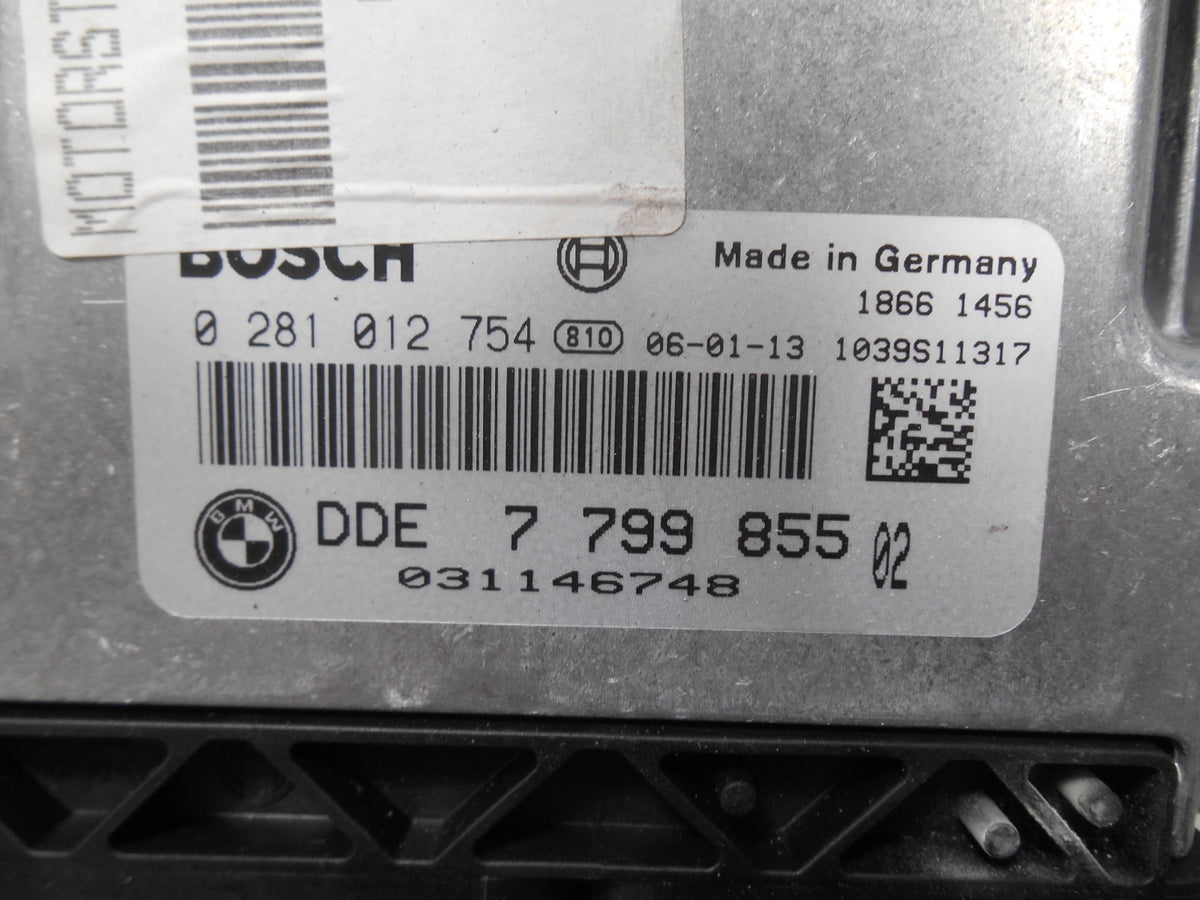 MOTORST
BOSCH
Made in Germany
1866 1456
0 281 012 754 810 06-01-13 1039S11317
BMW
DDE 7 799 855 02
031146748